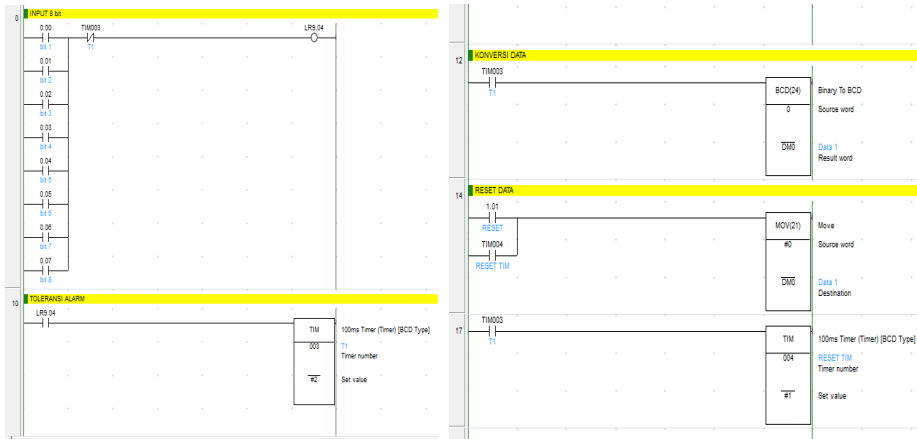 0
INPUT 8 bit
0.00 TIM003 LR9.04
bit 1 T1
0.01
bit 2
0.02
bit 3
0.03
bit 4
0.04
bit 5
0.05
bit 6
0.06
bit 7
0.07
bit 8
10
TOLERANSI ALARM
LR9.04
TIM 100ms Timer (Timer) [BCD Type]
003 T1
Timer number
#2 Set value
12
KONVERSI DATA
TIM003
T1
BCD(24) Binary To BCD
0 Source word
DM0 Data 1
Result word
14
RESET DATA
1.01
RESET
MOV(21) Move
TIM004
#0 Source word
RESET TIM
DM0 Data 1
Destination
17
TIM003
T1
TIM 100ms Timer (Timer) [BCD Type]
004 RESET TIM
Timer number
#1 Set value